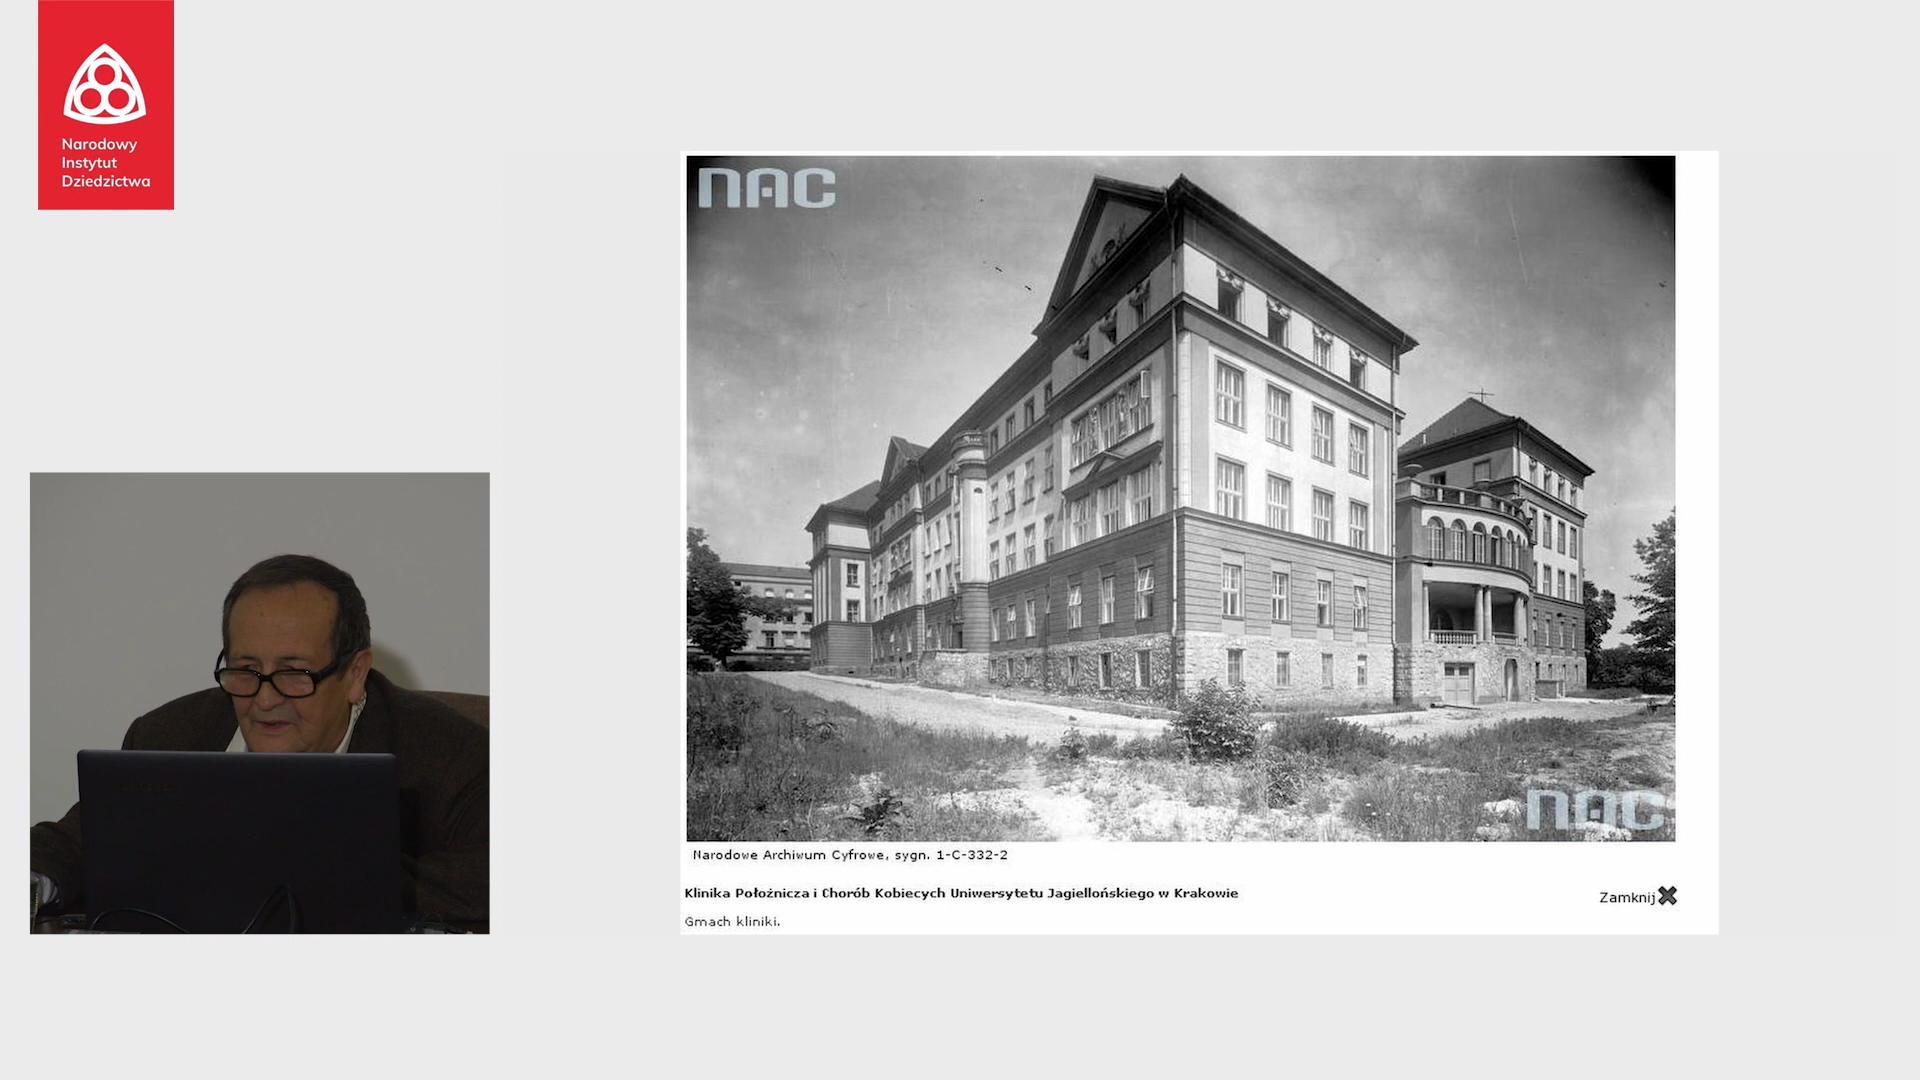 Narodowy
Instytut
Dziedzictwa
NAC
NAC
Narodowe Archiwum Cyfrowe, sygn. 1-C-332-2
Klinika Położnicza i Chorób Kobiecych Uniwersytetu Jagiellońskiego w Krakowie
Zamknij
Gmach kliniki.